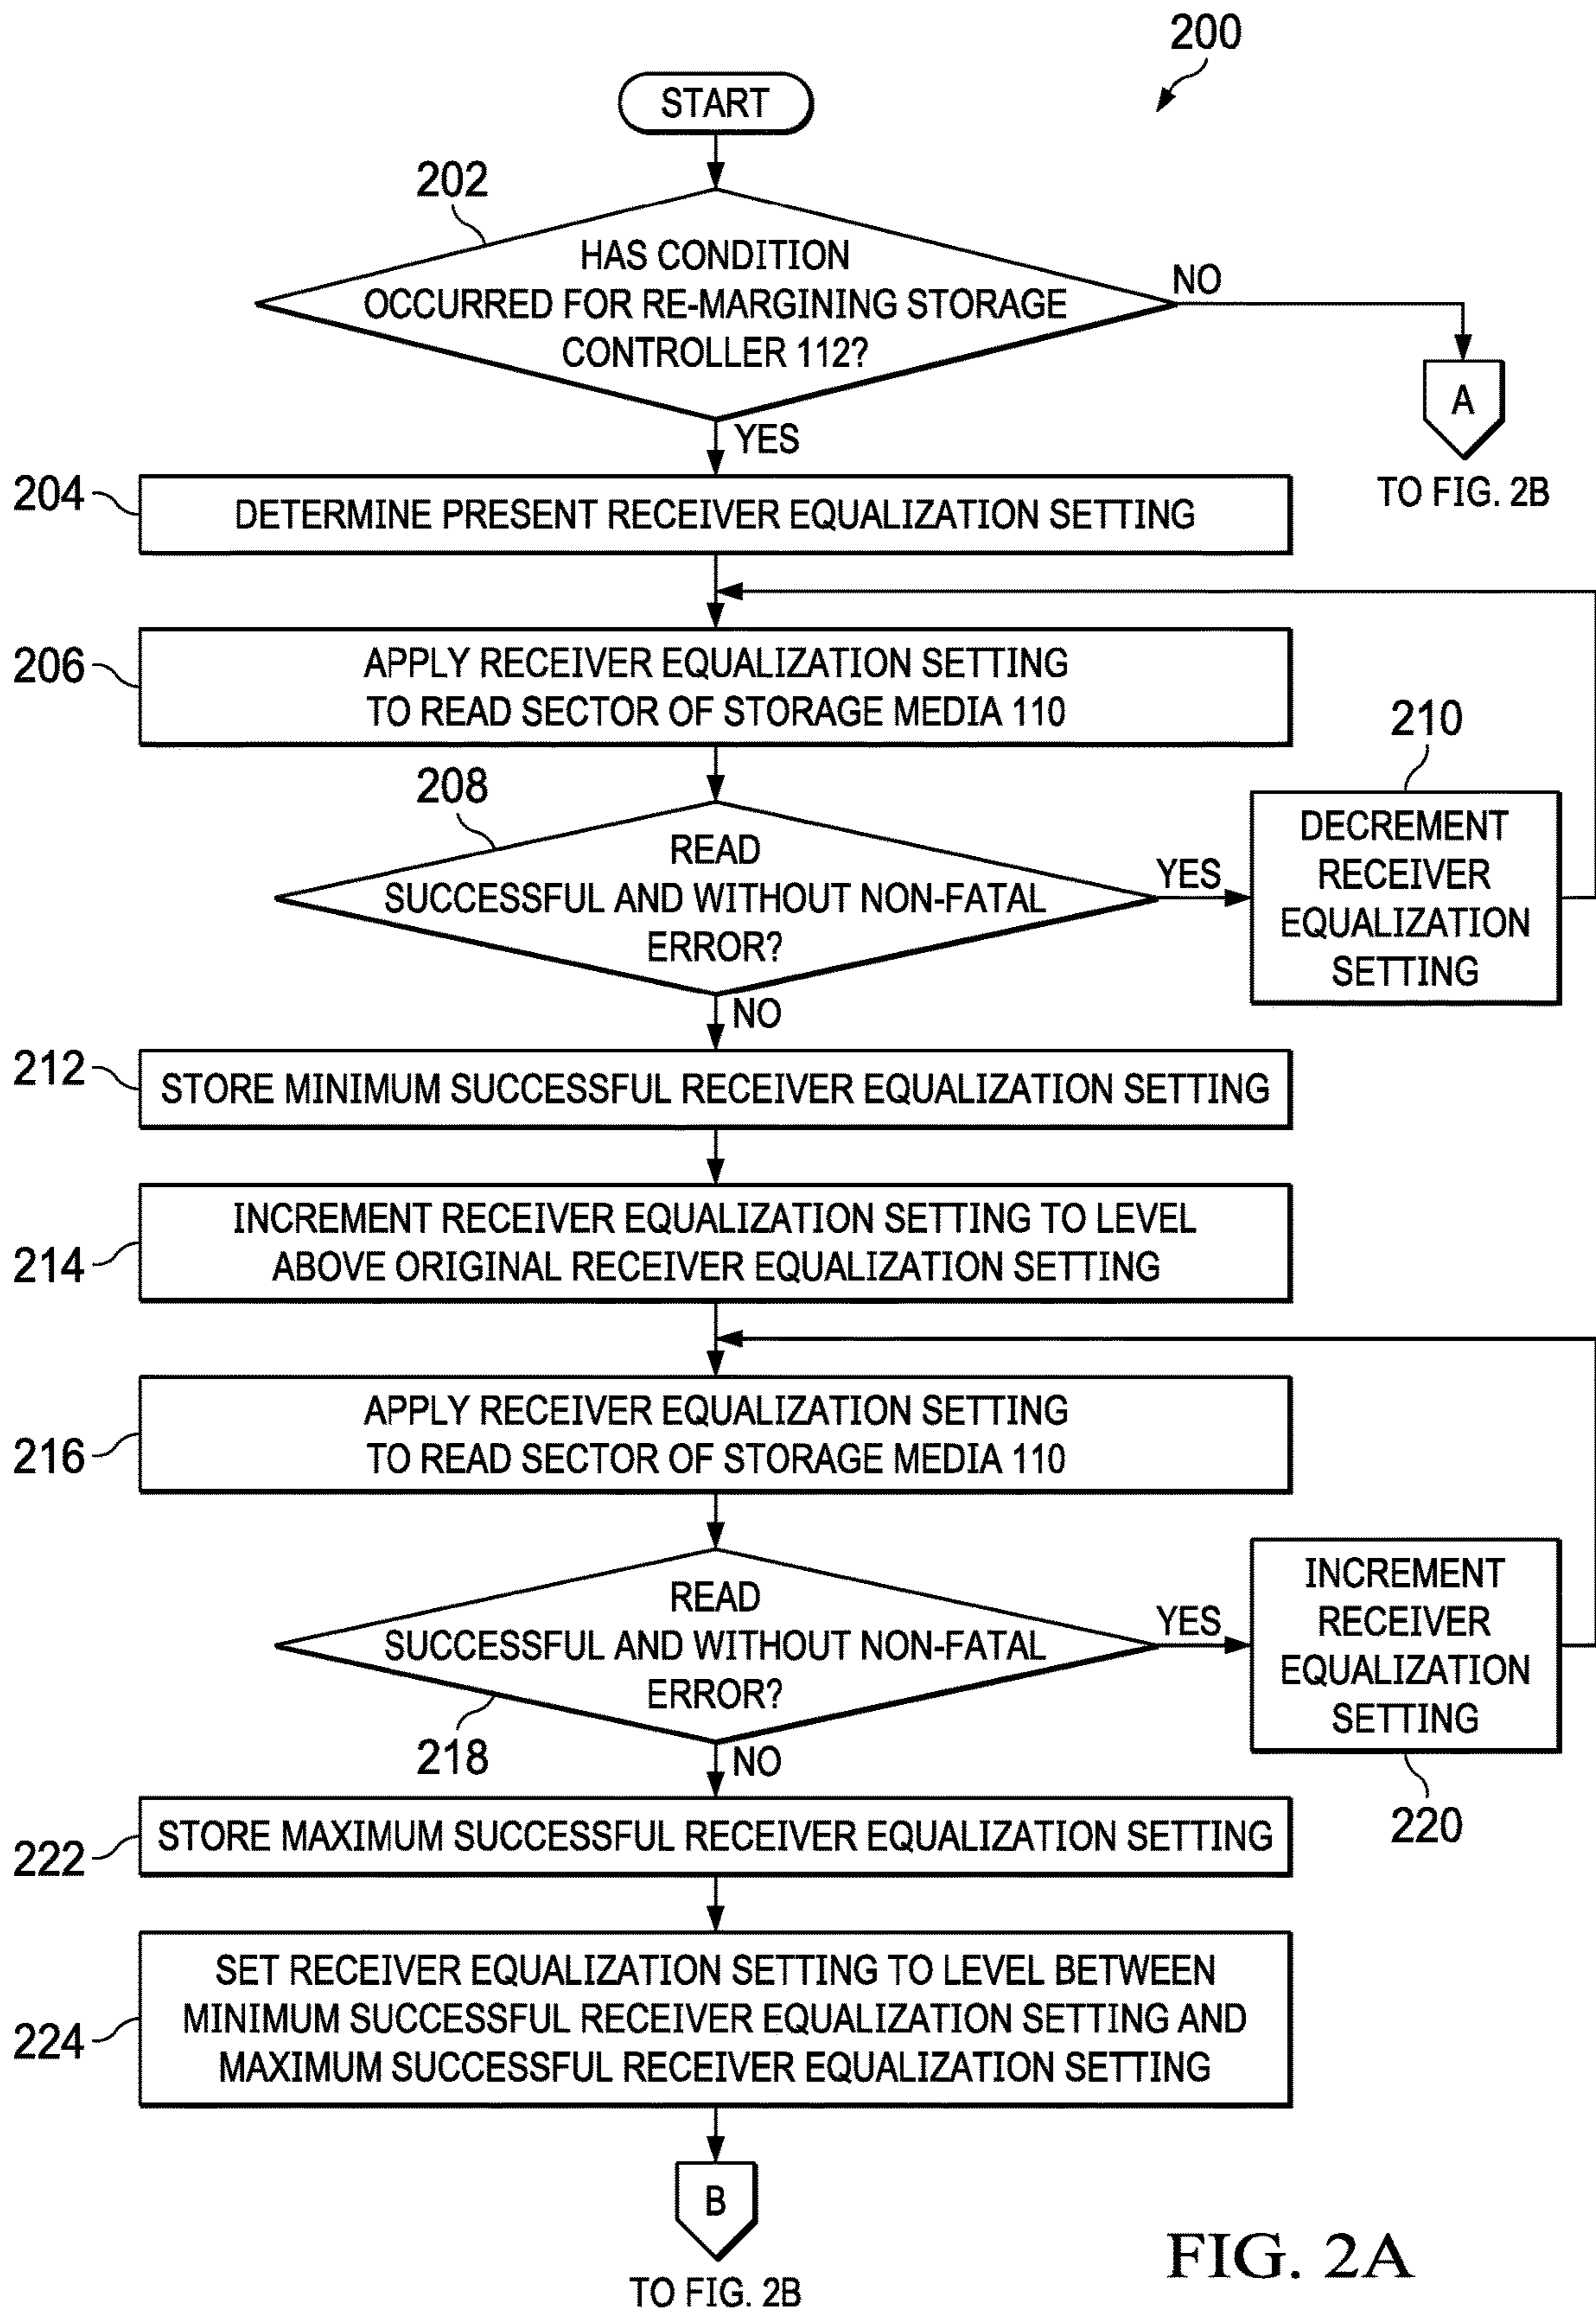 200
START
202
HAS CONDITION
OCCURRED FOR RE-MARGINING STORAGE
CONTROLLER 112?
NO
A
TO FIG. 2B
YES
204
DETERMINE PRESENT RECEIVER EQUALIZATION SETTING
206
APPLY RECEIVER EQUALIZATION SETTING
TO READ SECTOR OF STORAGE MEDIA 110
208
READ
SUCCESSFUL AND WITHOUT NON-FATAL
ERROR?
YES
210
DECREMENT
RECEIVER
EQUALIZATION
SETTING
NO
212
STORE MINIMUM SUCCESSFUL RECEIVER EQUALIZATION SETTING
214
INCREMENT RECEIVER EQUALIZATION SETTING TO LEVEL
ABOVE ORIGINAL RECEIVER EQUALIZATION SETTING
216
APPLY RECEIVER EQUALIZATION SETTING
TO READ SECTOR OF STORAGE MEDIA 110
READ
SUCCESSFUL AND WITHOUT NON-FATAL
ERROR?
218
YES
INCREMENT
RECEIVER
EQUALIZATION
SETTING
220
NO
222
STORE MAXIMUM SUCCESSFUL RECEIVER EQUALIZATION SETTING
224
SET RECEIVER EQUALIZATION SETTING TO LEVEL BETWEEN
MINIMUM SUCCESSFUL RECEIVER EQUALIZATION SETTING AND
MAXIMUM SUCCESSFUL RECEIVER EQUALIZATION SETTING
B
TO FIG. 2B
FIG. 2A